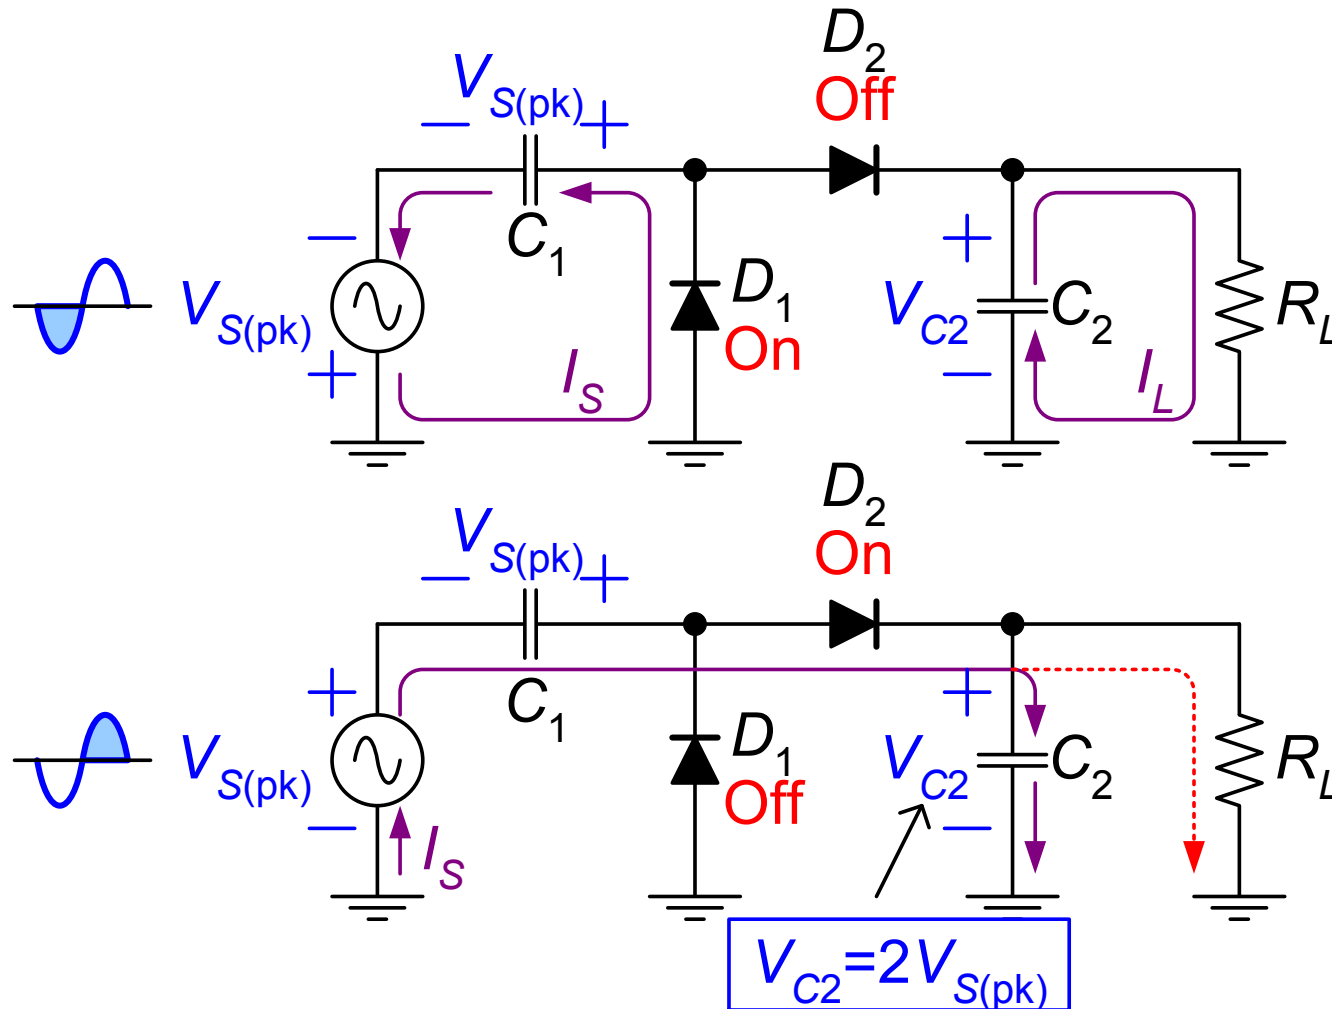 D2
Off
VS(pk)
− +
C1
−
VS(pk)
+
D1
On
IS
+
VC2
−
C2
IL
RL
D2
On
VS(pk)
− +
C1
+
VS(pk)
−
D1
Off
IS
+
VC2
−
C2
RL
VC2=2VS(pk)